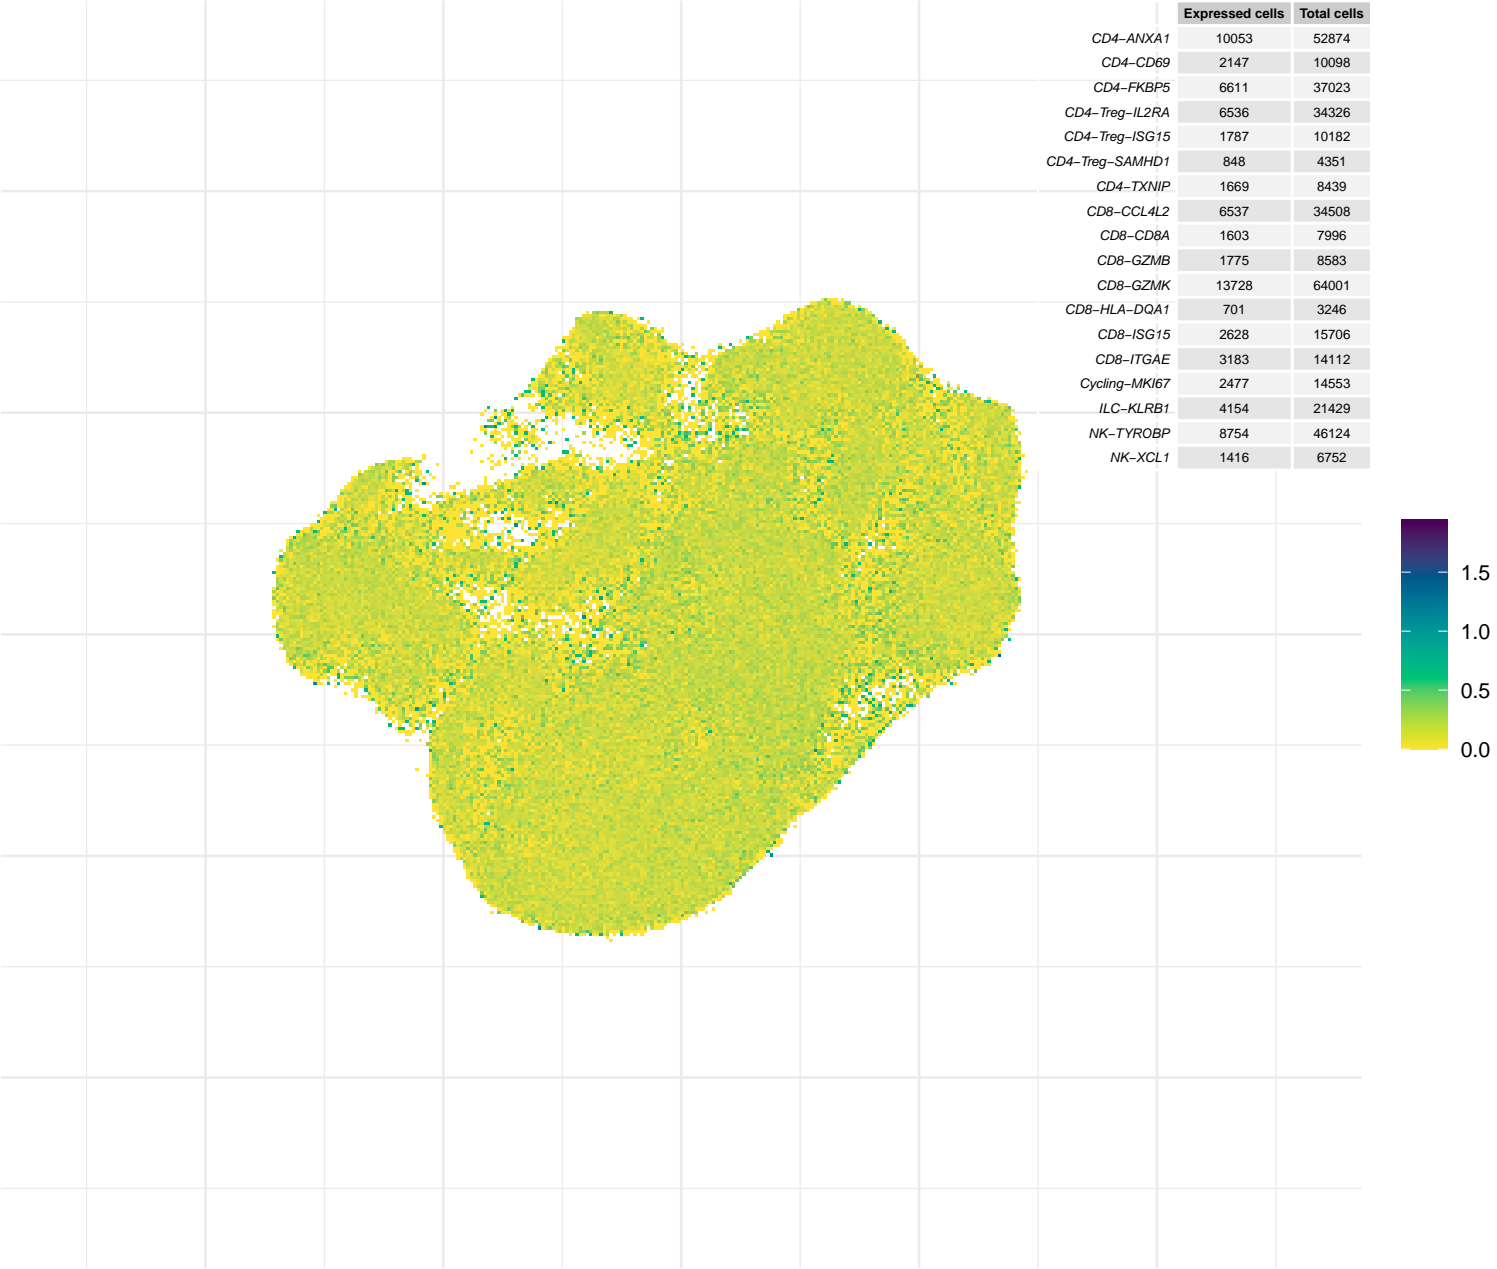 Expressed cells Total cells
CD4−ANXA1 10053 52874
CD4−CD69 2147 10098
CD4−FKBP5 6611 37023
CD4−Treg−IL2RA 6536 34326
CD4−Treg−ISG15 1787 10182
CD4−Treg−SAMHD1 848 4351
CD4−TXNIP 1669 8439
CD8−CCL4L2 6537 34508
CD8−CD8A 1603 7996
CD8−GZMB 1775 8583
CD8−GZMK 13728 64001
CD8−HLA−DQA1 701 3246
CD8−ISG15 2628 15706
CD8−ITGAE 3183 14112
Cycling−MKI67 2477 14553
ILC−KLRB1 4154 21429
NK−TYROBP 8754 46124
NK−XCL1 1416 6752
1.5
1.0
0.5
0.0